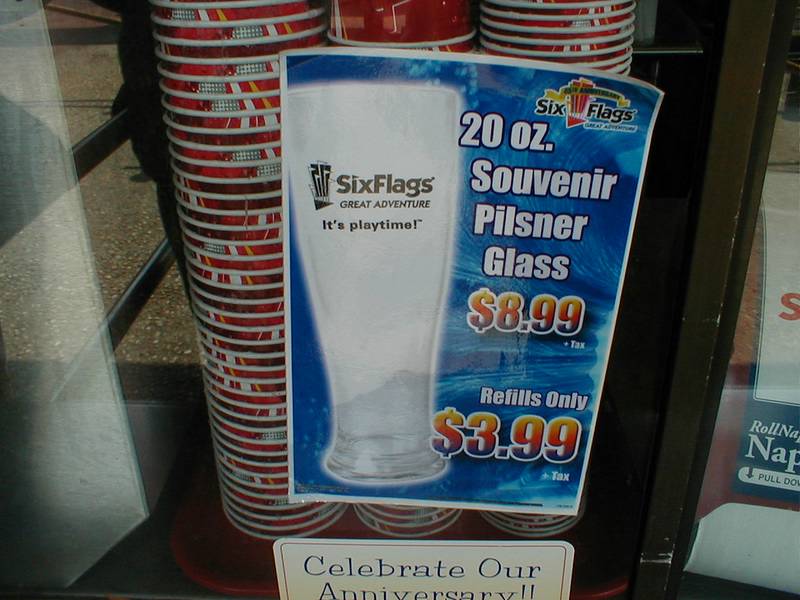 Six Flags
GREAT ADVENTURE
20 oz.
Souvenir
Pilsner
Glass
$8.99
+ Tax
Refills Only
$3.99
+ Tax
SixFlags
GREAT ADVENTURE
It's playtime!™
Celebrate Our
Anniversary!!
S
RollNa
Nap
PULL DOW